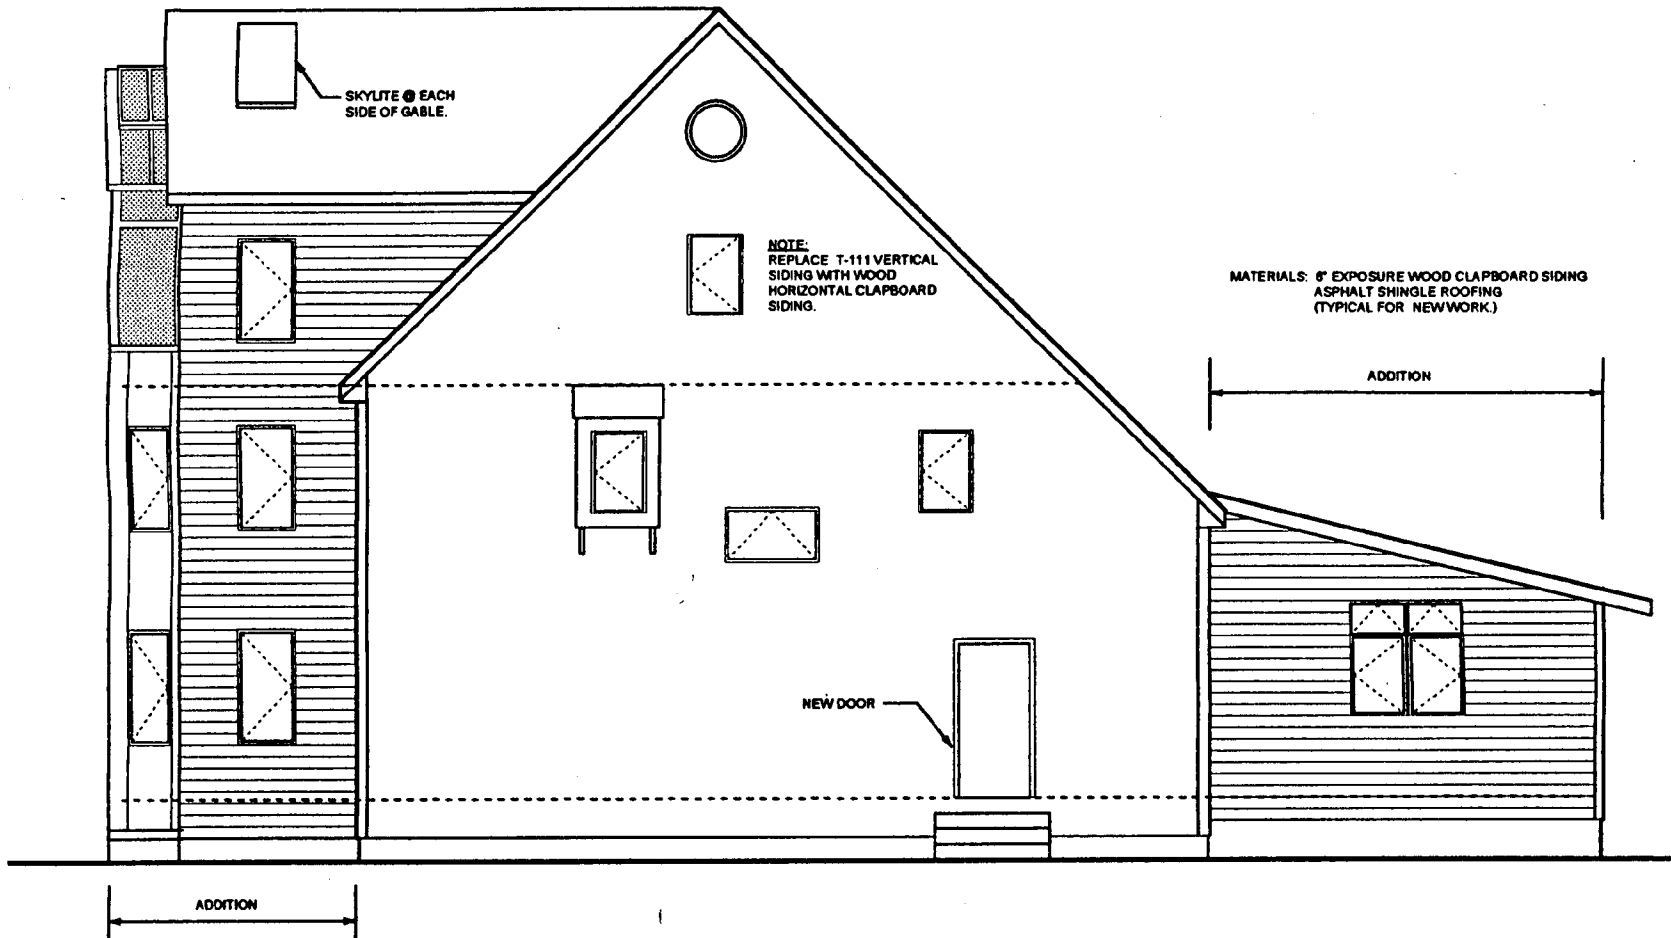 SKYLITE @ EACH
SIDE OF GABLE.
NOTE:
REPLACE T-111 VERTICAL
SIDING WITH WOOD
HORIZONTAL CLAPBOARD
SIDING.
MATERIALS: 6" EXPOSURE WOOD CLAPBOARD SIDING
ASPHALT SHINGLE ROOFING
(TYPICAL FOR NEW WORK.)
ADDITION
NEW DOOR
ADDITION